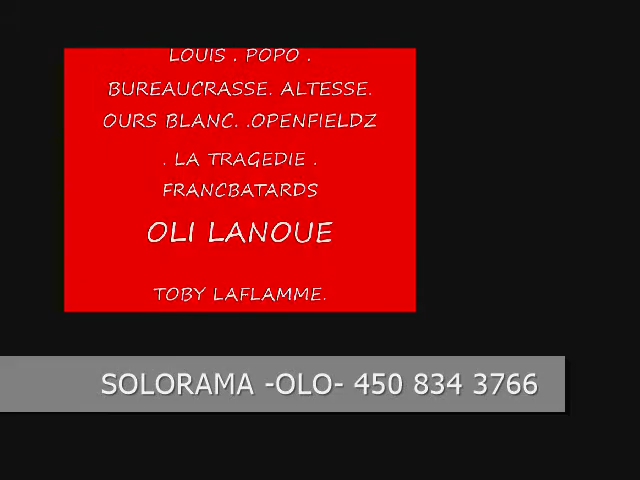 LOUIS . POPO .
BUREAUCRASSE. ALTESSE.
OURS BLANC. .OPENFIELDZ
. LA TRAGEDIE .
FRANCBATARDS
OLI LANOUE
TOBY LAFLAMME.
SOLORAMA -OLO- 450 834 3766